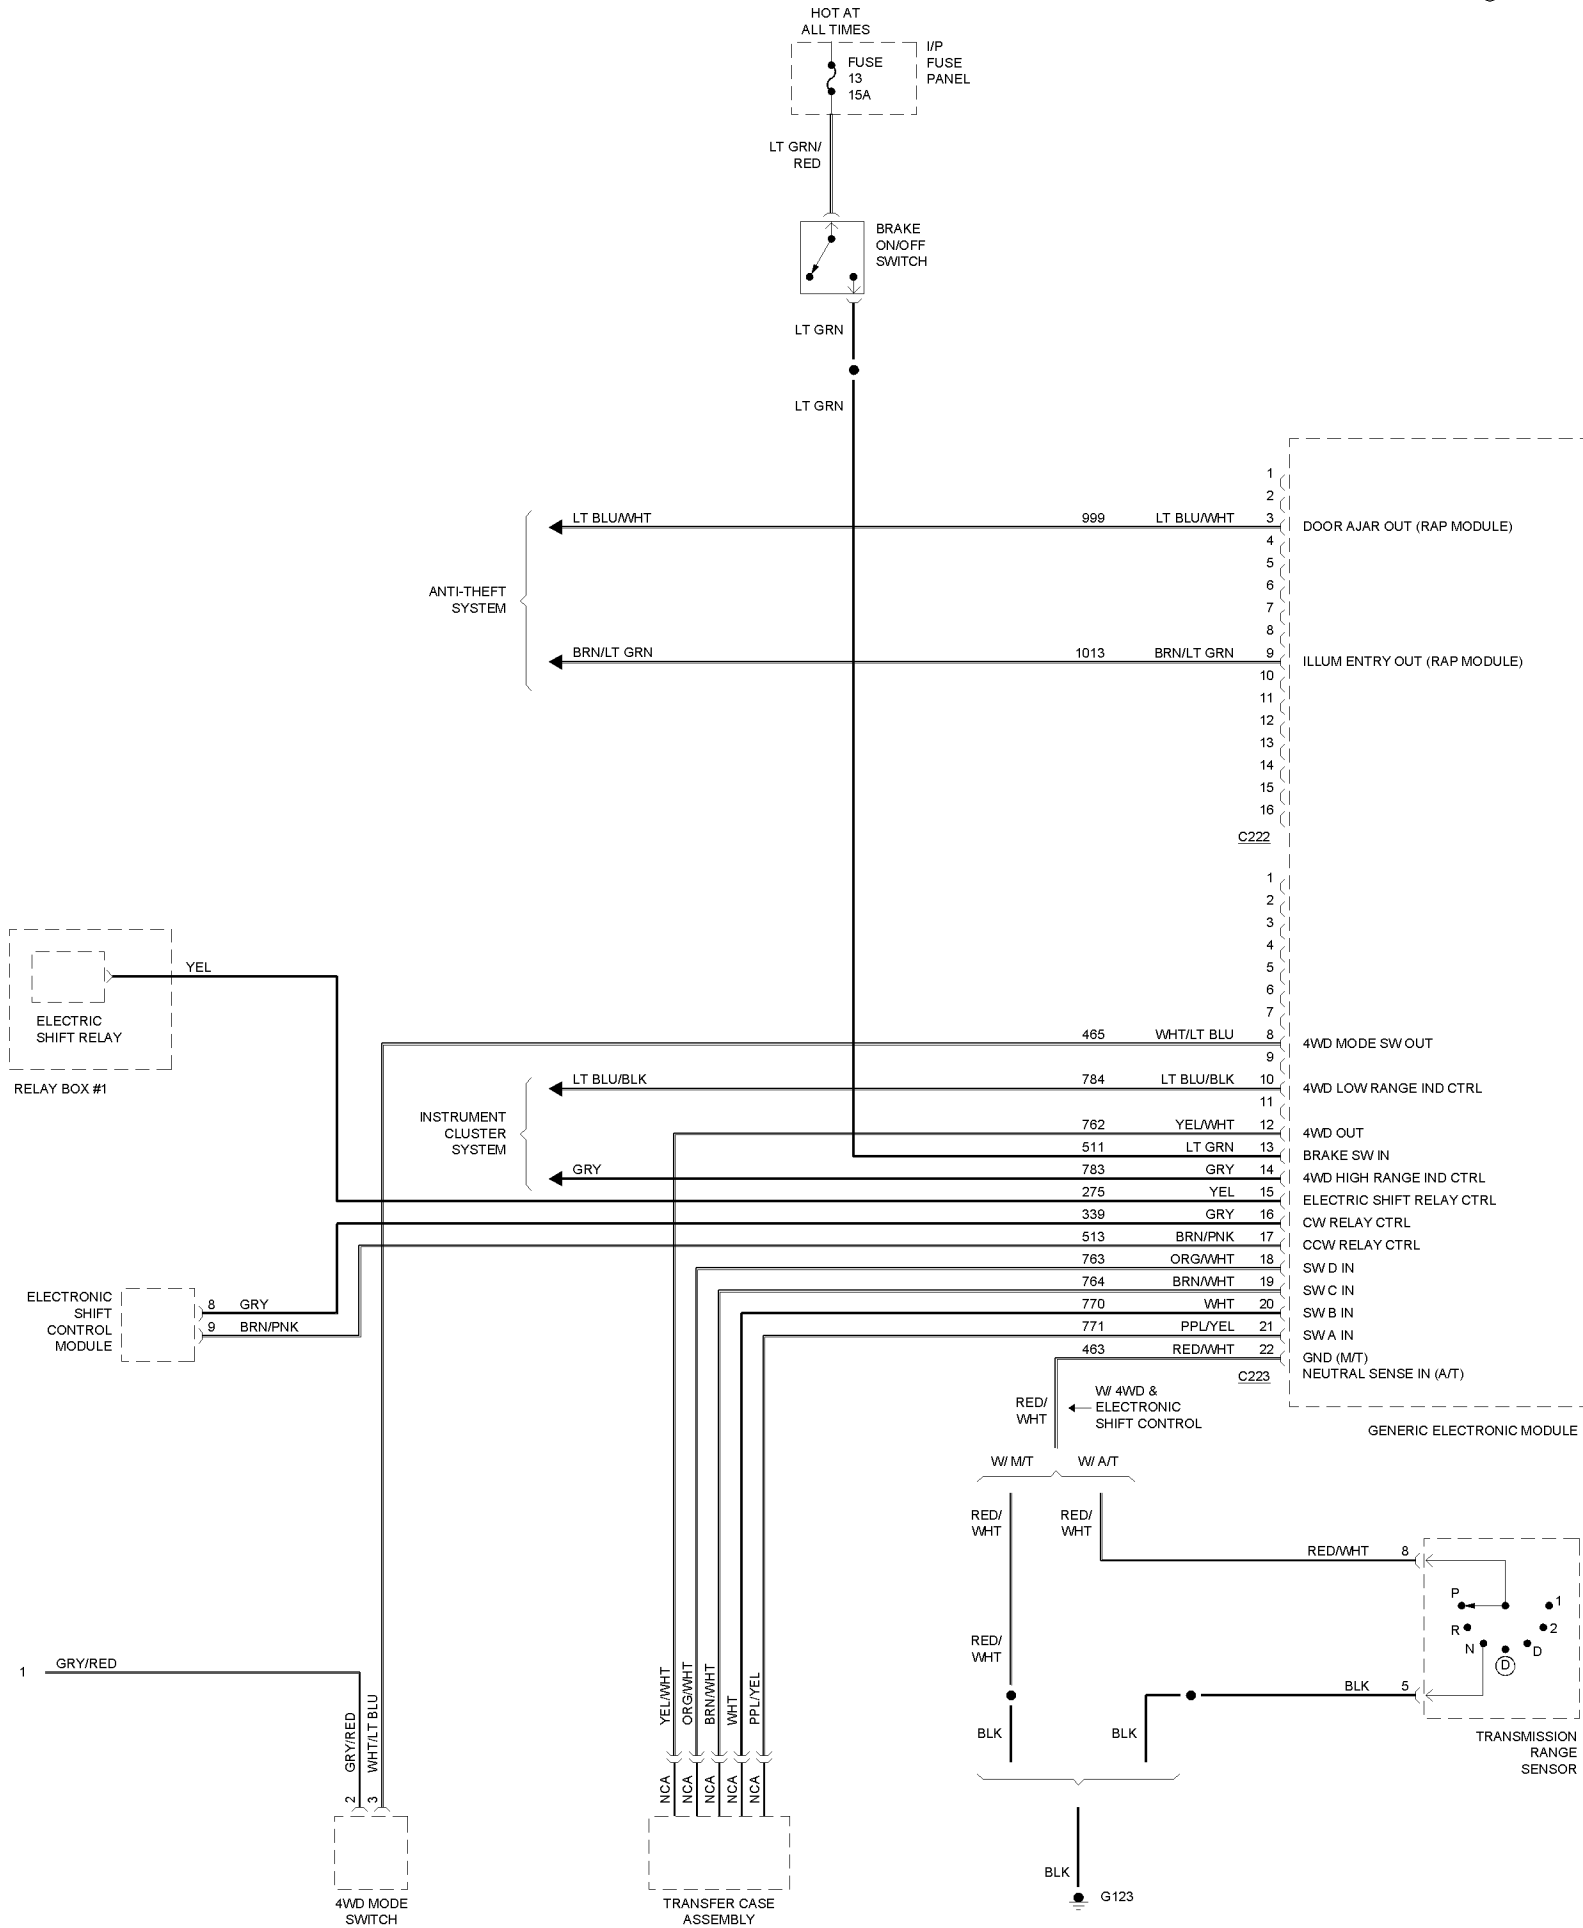 HOT AT
ALL TIMES
I/P
FUSE
PANEL
FUSE
13
15A
LT GRN/
RED
BRAKE
ON/OFF
SWITCH
LT GRN
LT GRN
1
2
LT BLU/WHT 999 LT BLU/WHT 3 DOOR AJAR OUT (RAP MODULE)
4
5
ANTI-THEFT
SYSTEM
6
7
8
BRN/LT GRN 1013 BRN/LT GRN 9 ILLUM ENTRY OUT (RAP MODULE)
10
11
12
13
14
15
16
C222
1
2
3
4
5
6
7
YEL
ELECTRIC
SHIFT RELAY
RELAY BOX #1
465 WHT/LT BLU 8 4WD MODE SW OUT
9
LT BLU/BLK 784 LT BLU/BLK 10 4WD LOW RANGE IND CTRL
11
INSTRUMENT
CLUSTER
SYSTEM
762 YEL/WHT 12 4WD OUT
511 LT GRN 13 BRAKE SW IN
GRY 783 GRY 14 4WD HIGH RANGE IND CTRL
275 YEL 15 ELECTRIC SHIFT RELAY CTRL
339 GRY 16 CW RELAY CTRL
513 BRN/PNK 17 CCW RELAY CTRL
763 ORG/WHT 18 SW D IN
764 BRN/WHT 19 SW C IN
770 WHT 20 SW B IN
771 PPL/YEL 21 SW A IN
463 RED/WHT 22 GND (M/T)
NEUTRAL SENSE IN (A/T)
C223
GENERIC ELECTRONIC MODULE
ELECTRONIC
SHIFT
CONTROL
MODULE
8 GRY
9 BRN/PNK
RED/
WHT
W/ 4WD &
ELECTRONIC
SHIFT CONTROL
W/ M/T W/ A/T
RED/
WHT
RED/
WHT
RED/WHT 8
P
R
N
D
D
2
1
RED/
WHT
BLK 5
BLK
BLK
TRANSMISSION
RANGE
SENSOR
BLK
G123
1 GRY/RED
GRY/RED
WHT/LT BLU
2
3
4WD MODE
SWITCH
YEL/WHT
ORG/WHT
BRN/WHT
WHT
PPL/YEL
NCA
NCA
NCA
NCA
NCA
TRANSFER CASE
ASSEMBLY